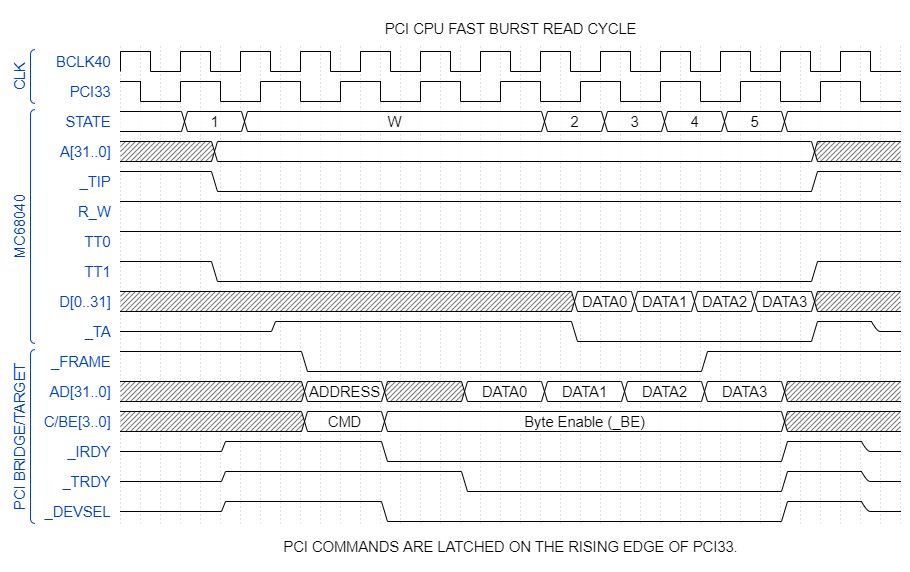 PCI CPU FAST BURST READ CYCLE
CLK
BCLK40
PCI33
MC68040
STATE 1 W 2 3 4 5
A[31..0]
_TIP
R_W
TT0
TT1
D[0..31] DATA0 DATA1 DATA2 DATA3
_TA
PCI BRIDGE/TARGET
_FRAME
AD[31..0] ADDRESS DATA0 DATA1 DATA2 DATA3
C/BE[3..0] CMD Byte Enable (_BE)
_IRDY
_TRDY
_DEVSEL
PCI COMMANDS ARE LATCHED ON THE RISING EDGE OF PCI33.